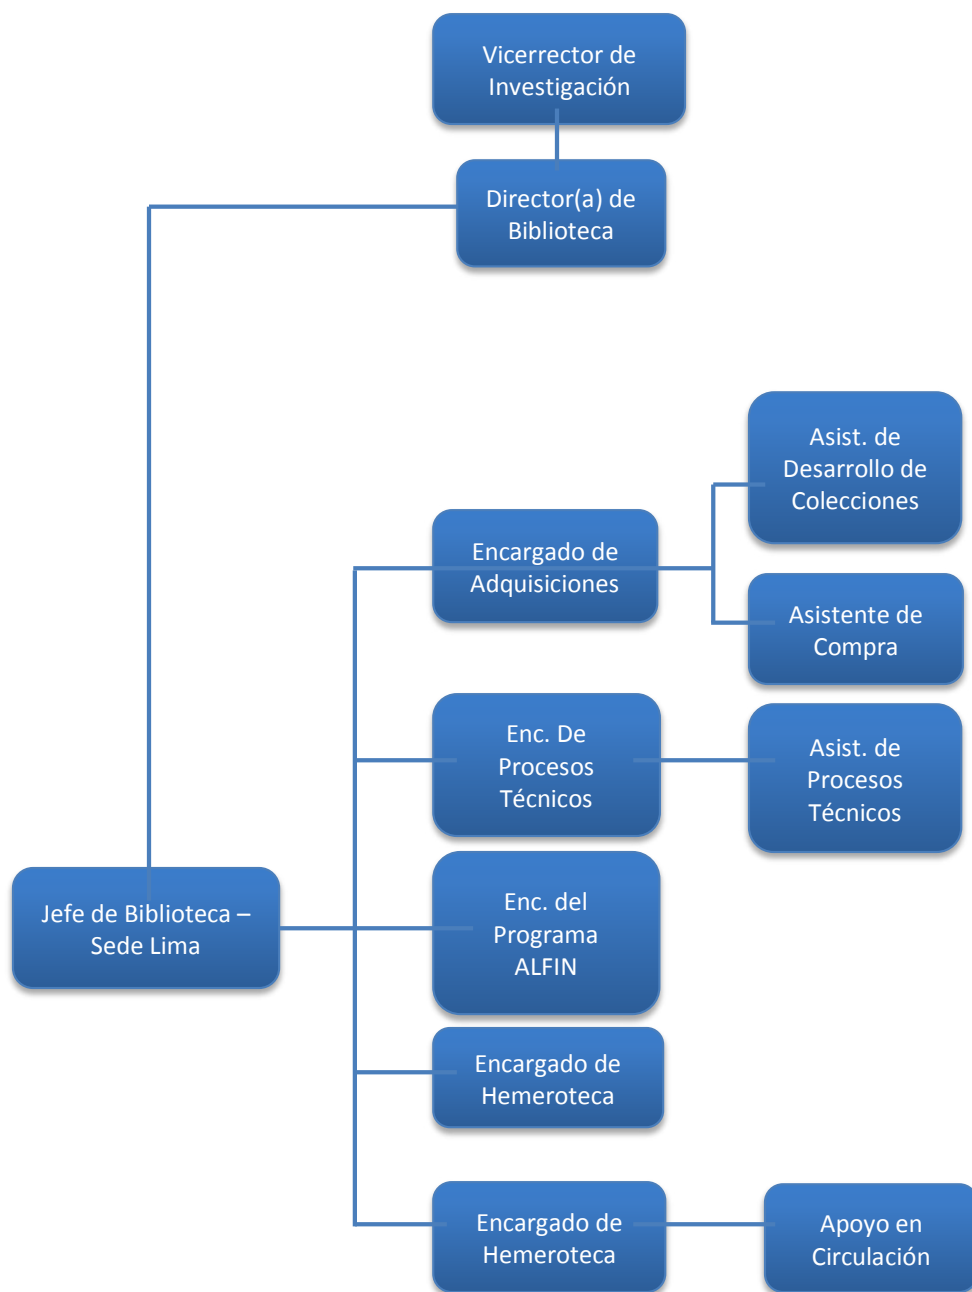 Vicerrector de
Investigación
Director(a) de
Biblioteca
Asist. de
Desarrollo de
Colecciones
Encargado de
Adquisiciones
Asistente de
Compra
Enc. De
Procesos
Técnicos
Asist. de
Procesos
Técnicos
Enc. del
Programa
ALFIN
Jefe de Biblioteca –
Sede Lima
Encargado de
Hemeroteca
Encargado de
Hemeroteca
Apoyo en
Circulación